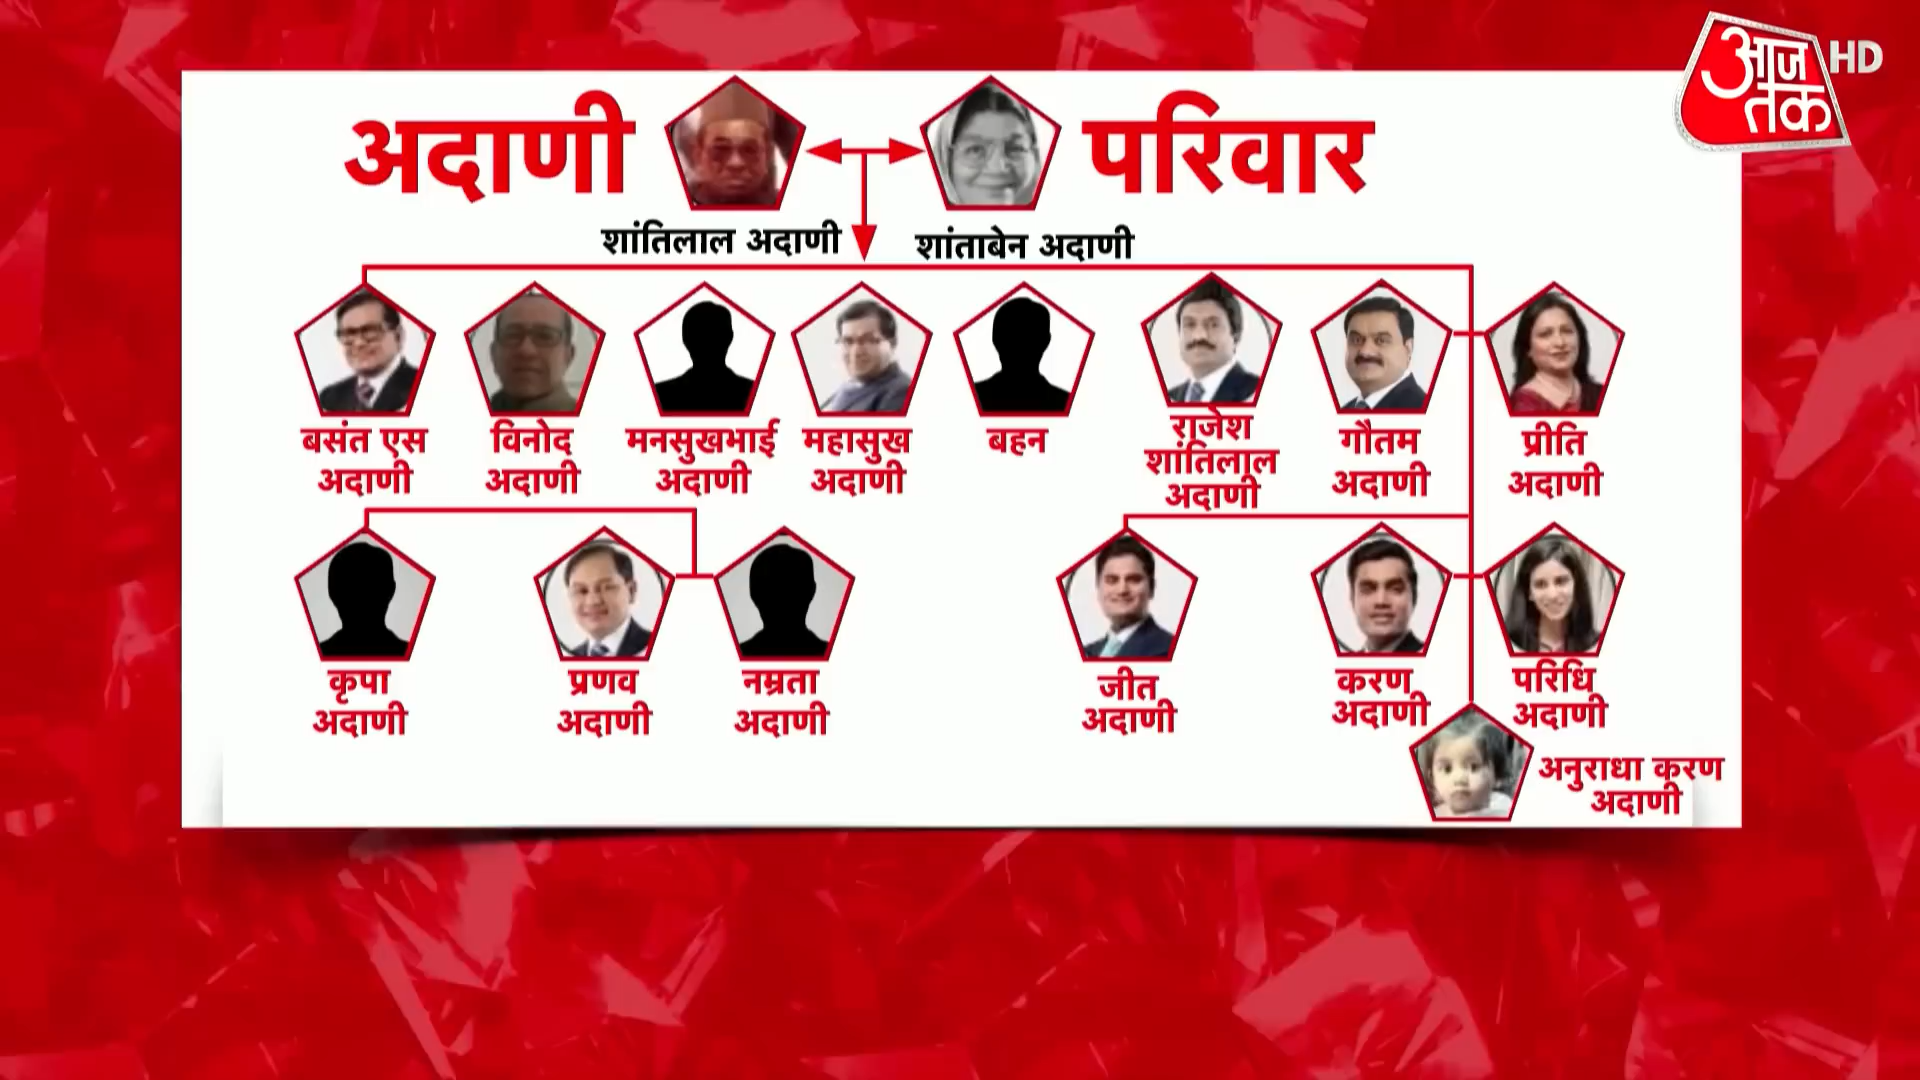 आज
तक
HD
अदाणी परिवार
शांतिलाल अदाणी
शांताबेन अदाणी
बसंत एस
अदाणी
विनोद
अदाणी
मनसुखभाई
अदाणी
महासुख
अदाणी
बहन
राजेश
शांतिलाल
अदाणी
गौतम
अदाणी
प्रीति
अदाणी
कृपा
अदाणी
प्रणव
अदाणी
नम्रता
अदाणी
जीत
अदाणी
करण
अदाणी
परिधि
अदाणी
अनुराधा करण
अदाणी